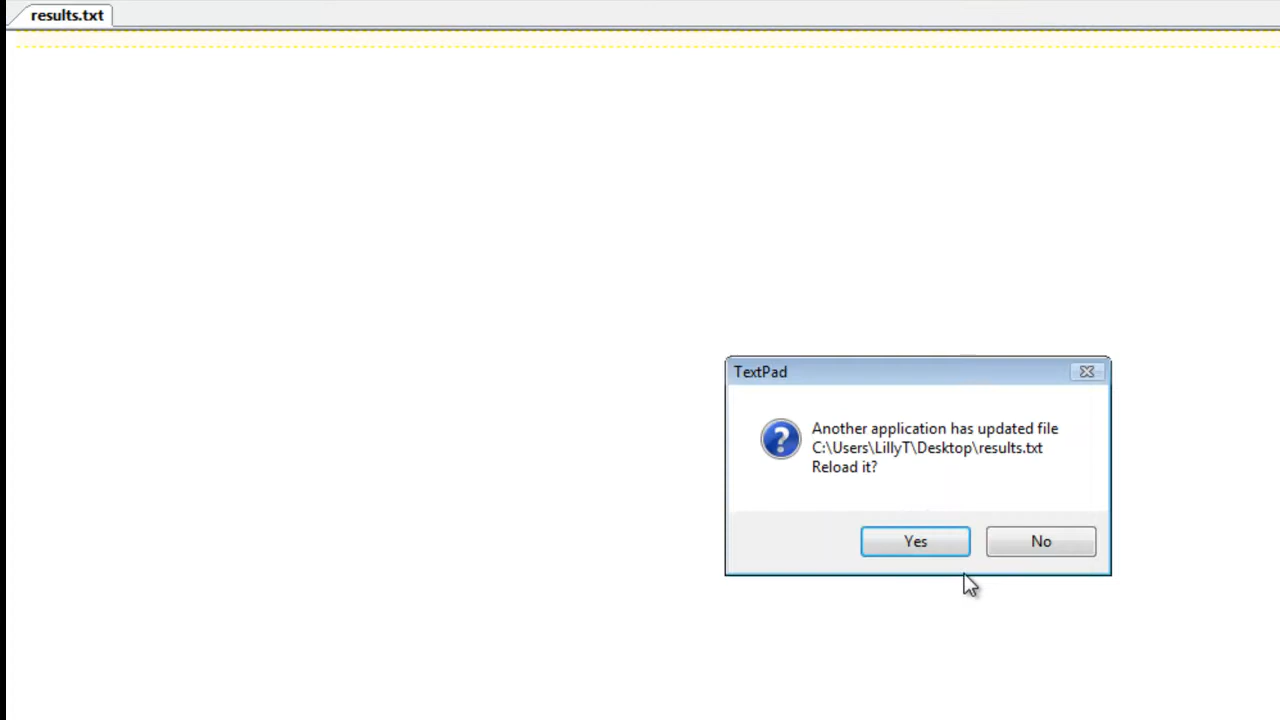 results.txt
TextPad
Another application has updated file
C:\Users\LillyT\Desktop\results.txt
Reload it?
Yes
No